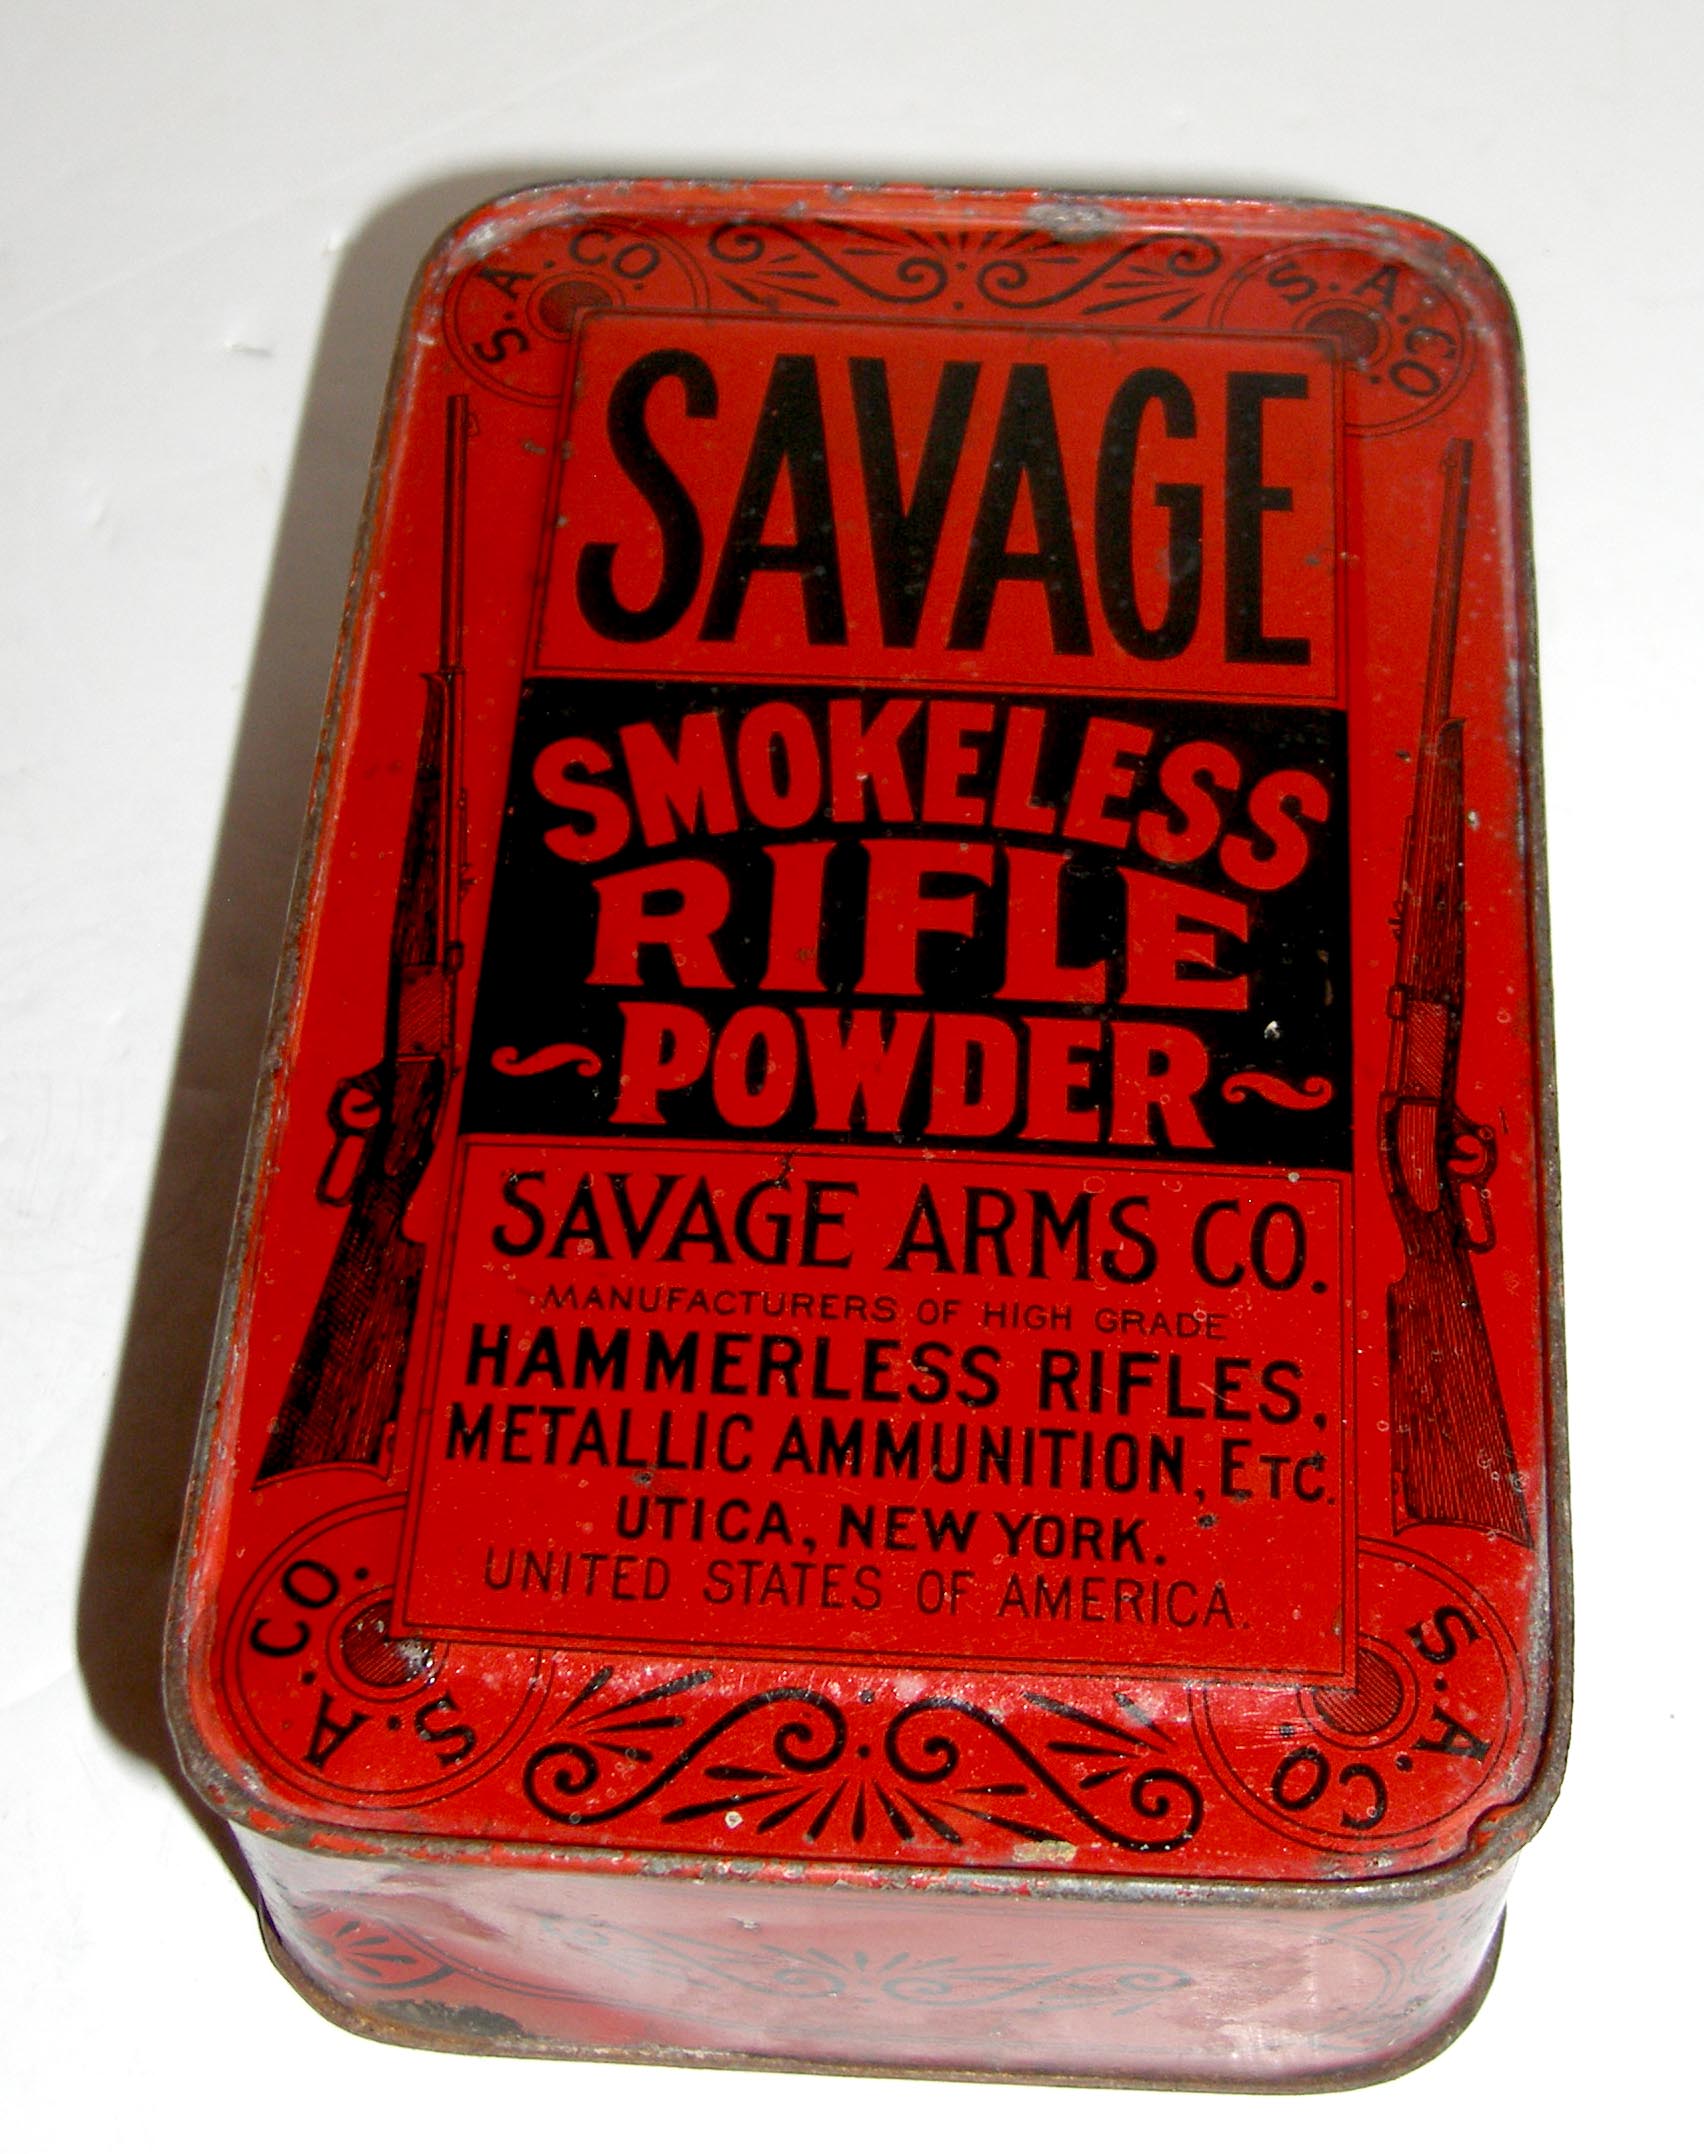 S.A.CO.
S.A.CO.
SAVAGE
SMOKELESS
RIFLE
~POWDER~
SAVAGE ARMS CO.
MANUFACTURERS OF HIGH GRADE
HAMMERLESS RIFLES,
METALLIC AMMUNITION, ETC.
UTICA, NEW YORK.
UNITED STATES OF AMERICA.
S.A.CO.
S.A.CO.